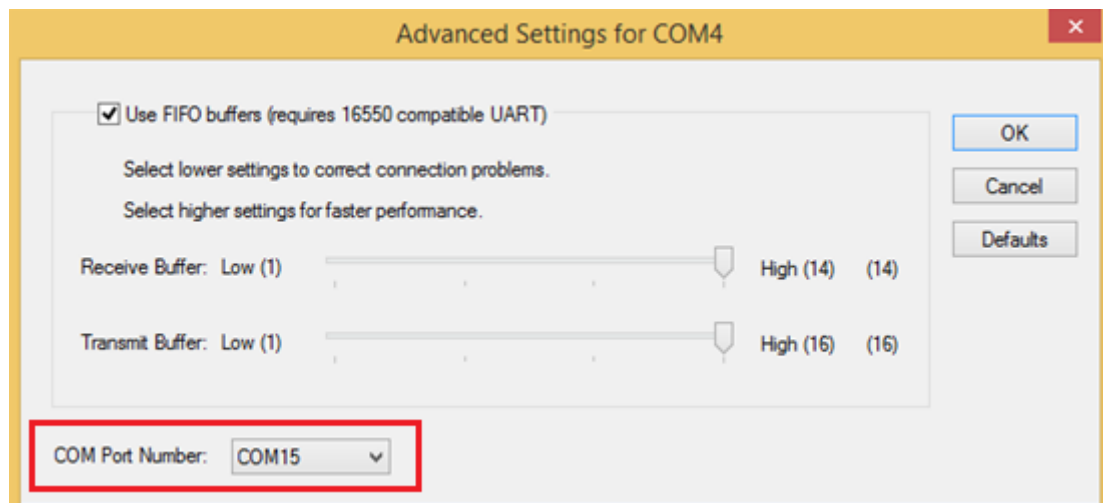 Advanced Settings for COM4
Use FIFO buffers (requires 16550 compatible UART)
OK
Select lower settings to correct connection problems.
Cancel
Select higher settings for faster performance.
Defaults
Receive Buffer: Low (1) High (14) (14)
Transmit Buffer: Low (1) High (16) (16)
COM Port Number: COM15